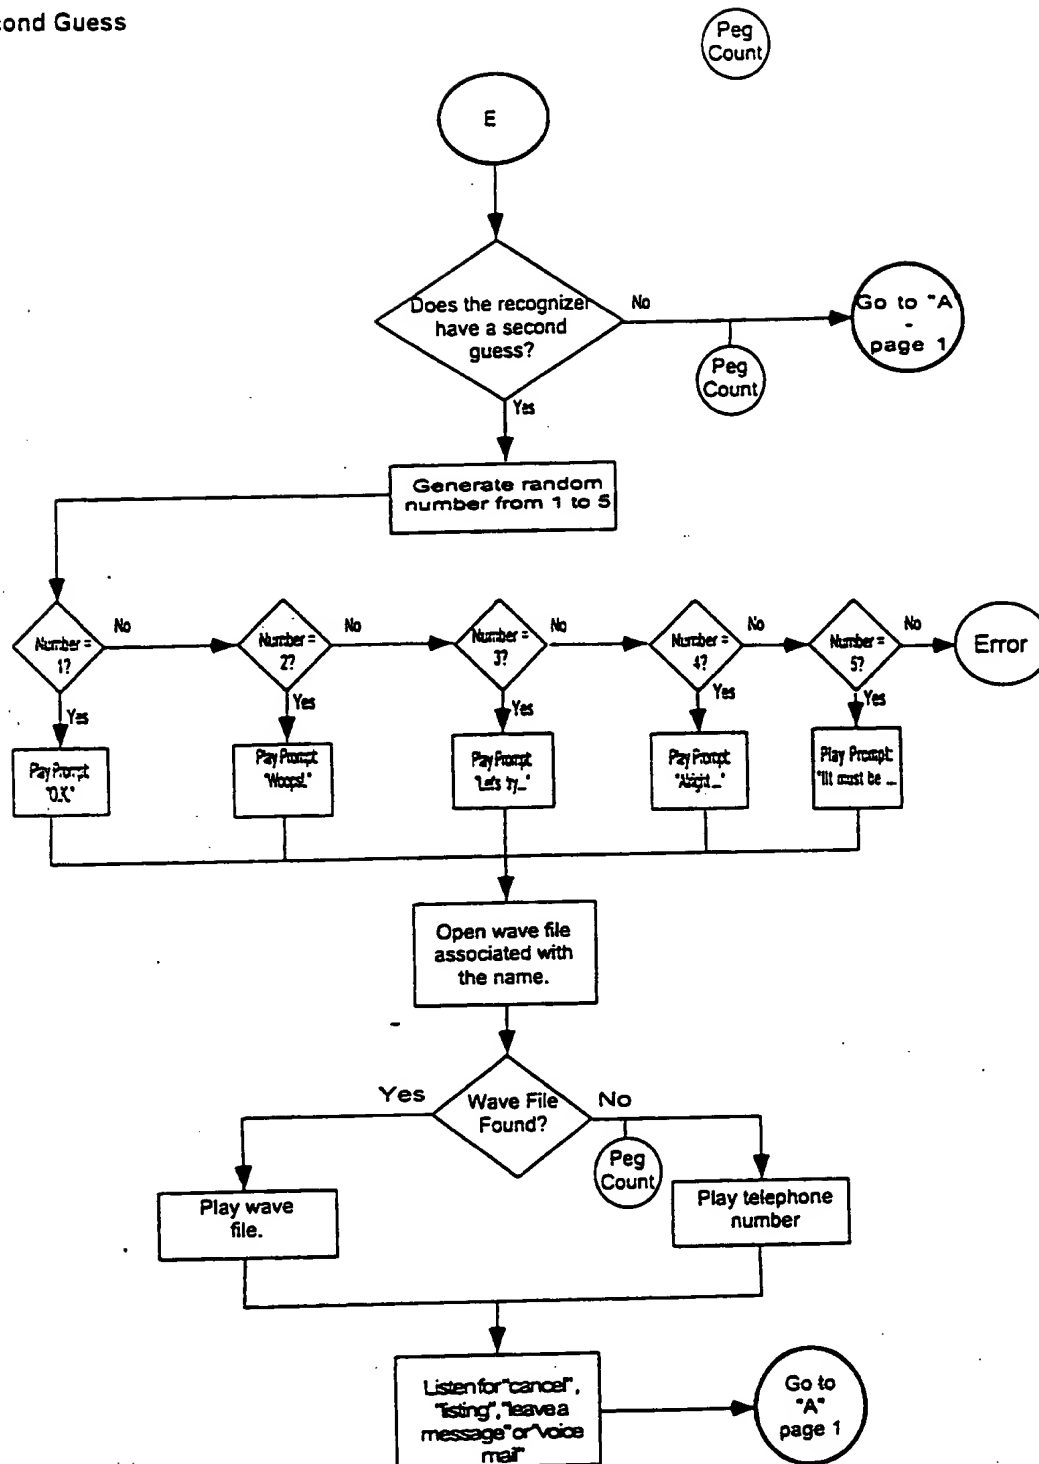 ond Guess
Peg
Count
E
Does the recognizer
have a second
guess?
No
Go to "A"
-
page 1
Peg
Count
Yes
Generate random
number from 1 to 5
Number =
1?
No
Number =
2?
No
Number =
3?
No
Number =
4?
No
Number =
5?
No
Error
Yes
Yes
Yes
Yes
Yes
Play Prompt
"O.K."
Play Prompt
"Woops!."
Play Prompt
"Let's try..."
Play Prompt
"Alright..."
Play Prompt:
must be ...
Open wave file
associated with
the name.
Yes
Wave File
Found?
No
Peg
Count
Play wave
file.
Play telephone
number
Listen for "cancel",
"listing", "leave a
message" or "voice
mail"
Go to
"A"
page 1